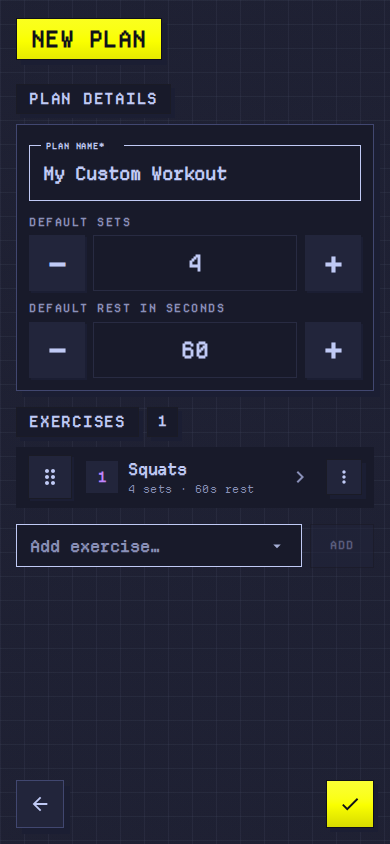 NEW PLAN
PLAN DETAILS
PLAN NAME*
My Custom Workout
DEFAULT SETS
4
DEFAULT REST IN SECONDS
60
EXERCISES 1
1 Squats
4 sets · 60s rest
Add exercise… ADD